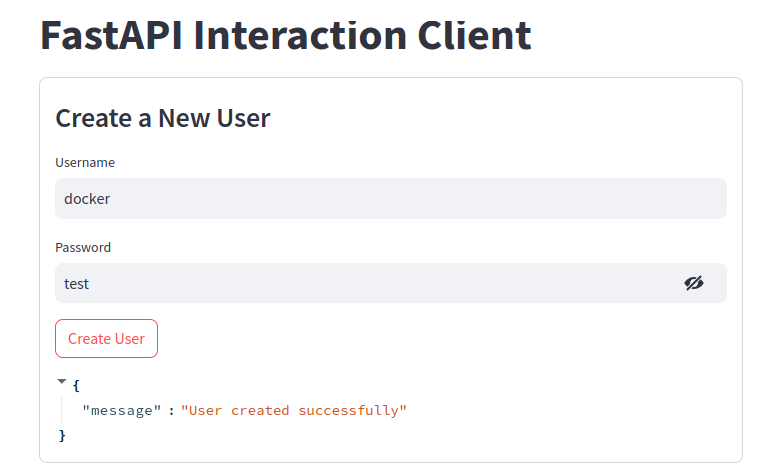 FastAPI Interaction Client
Create a New User
Username
docker
Password
test
Create User
{
"message" : "User created successfully"
}